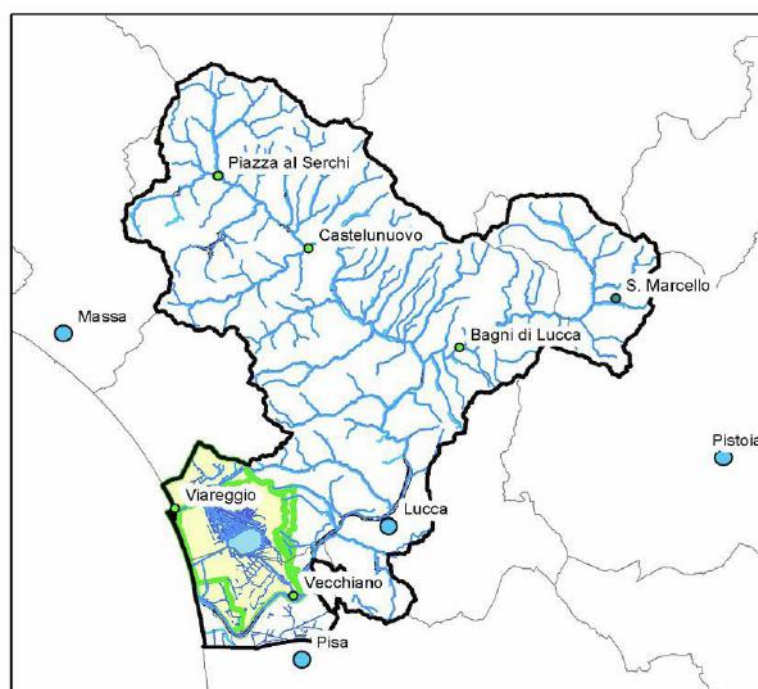 Piazza al Serchi
Castelunuovo
S. Marcello
Massa
Bagni di Lucca
Pistoia
Viareggio
Lucca
Vecchiano
Pisa